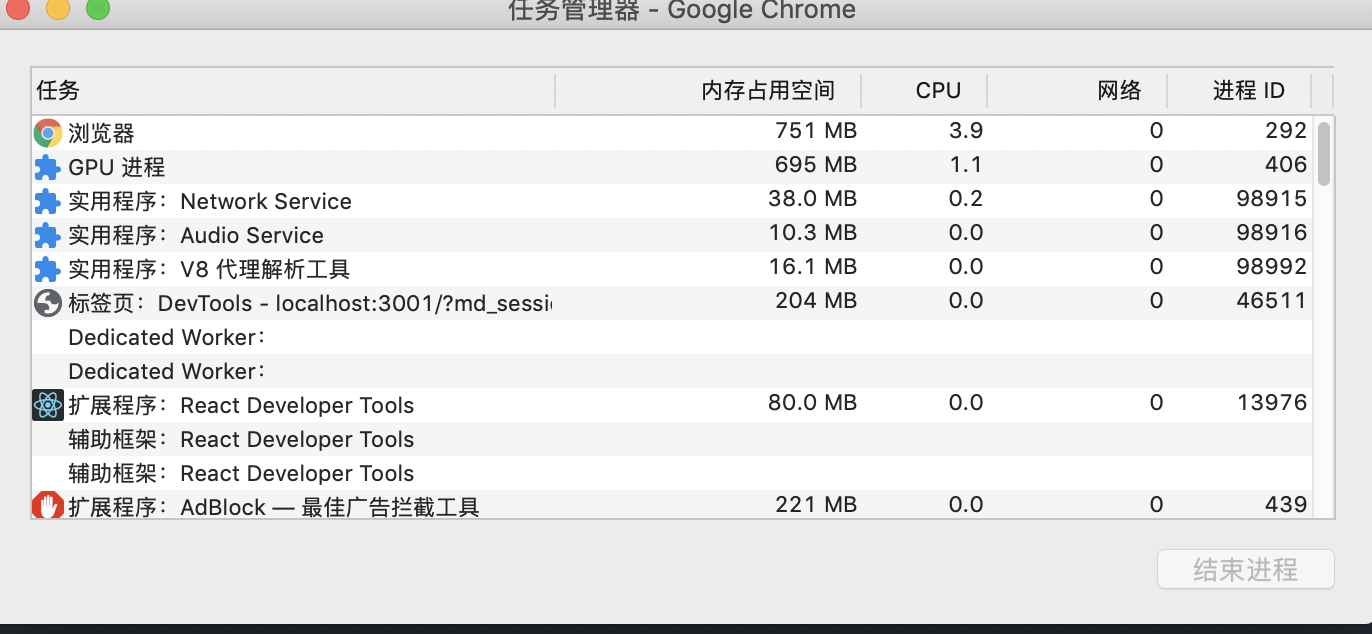 任务管理器 - Google Chrome
任务 内存占用空间 CPU 网络 进程 ID
浏览器 751 MB 3.9 0 292
GPU 进程 695 MB 1.1 0 406
实用程序：Network Service 38.0 MB 0.2 0 98915
实用程序：Audio Service 10.3 MB 0.0 0 98916
实用程序：V8 代理解析工具 16.1 MB 0.0 0 98992
标签页：DevTools - localhost:3001/?md_sessi 204 MB 0.0 0 46511
Dedicated Worker：
Dedicated Worker：
扩展程序：React Developer Tools 80.0 MB 0.0 0 13976
辅助框架：React Developer Tools
辅助框架：React Developer Tools
扩展程序：AdBlock — 最佳广告拦截工具 221 MB 0.0 0 439
结束进程